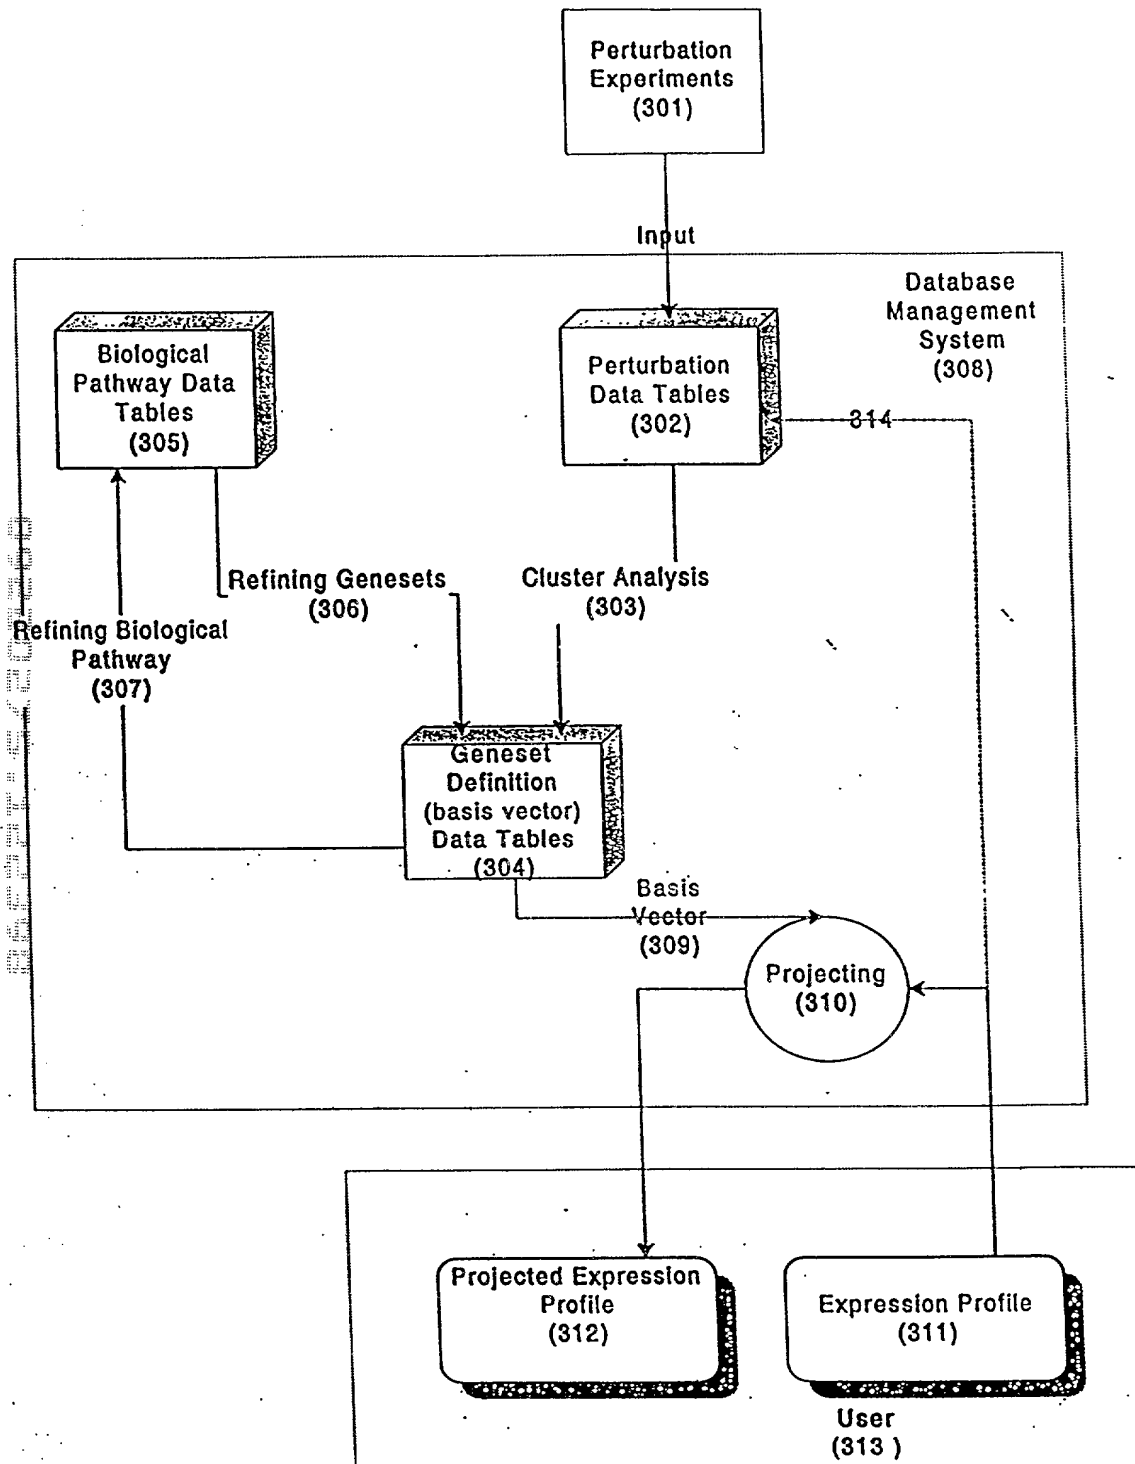 Perturbation
Experiments
(301)
Input
Database
Management
System
(308)
Biological
Pathway Data
Tables
(305)
Perturbation
Data Tables
(302)
314
Refining Genesets
(306)
Cluster Analysis
(303)
Refining Biological
Pathway
(307)
Geneset
Definition
(basis vector)
Data Tables
(304)
Basis
Vector
(309)
Projecting
(310)
Projected Expression
Profile
(312)
Expression Profile
(311)
User
(313 )